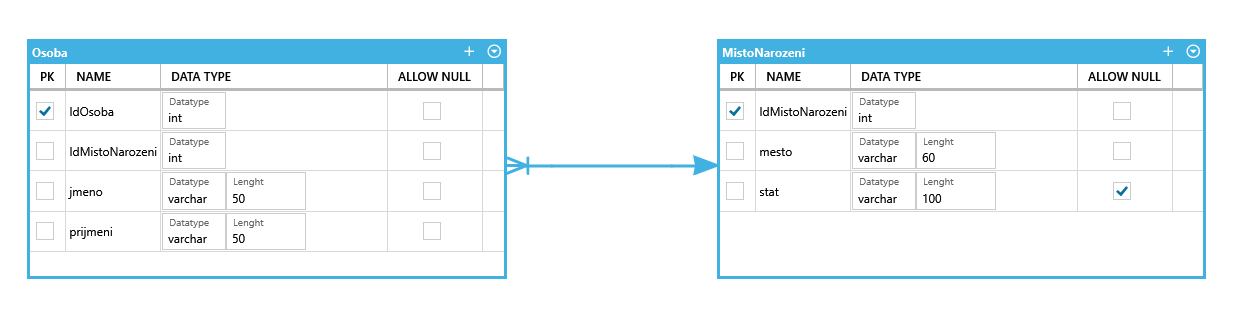 Osoba
PK NAME DATA TYPE ALLOW NULL
IdOsoba Datatype int
IdMistoNarozeni Datatype int
jmeno Datatype varchar Lenght 50
prijmeni Datatype varchar Lenght 50
MistoNarozeni
PK NAME DATA TYPE ALLOW NULL
IdMistoNarozeni Datatype int
mesto Datatype varchar Lenght 60
stat Datatype varchar Lenght 100